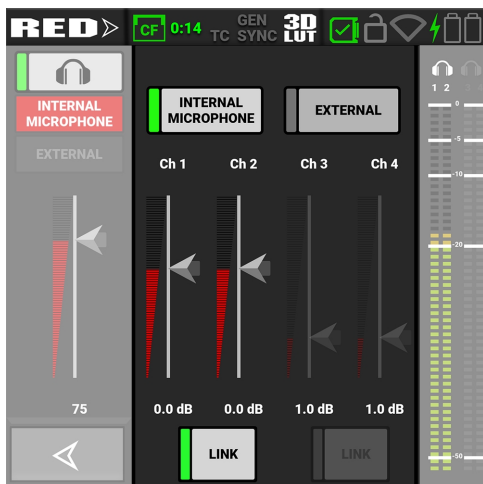 RED
CF
0:14
GEN
TC SYNC
3D
LUT
INTERNAL
MICROPHONE
EXTERNAL
INTERNAL
MICROPHONE
EXTERNAL
Ch 1
Ch 2
Ch 3
Ch 4
75
0.0 dB
0.0 dB
1.0 dB
1.0 dB
LINK
LINK
1 2
0
-5
-10
-20
-50